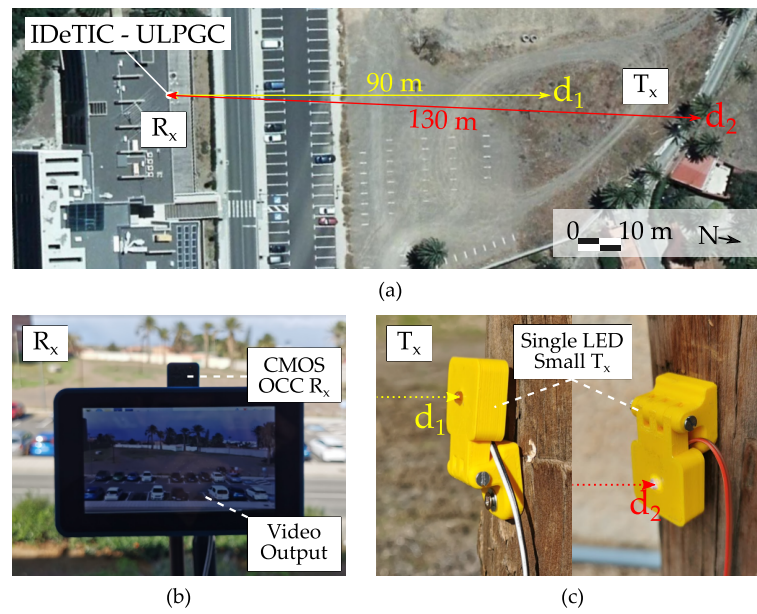 IDeTIC - ULPGC
90 m
d1
Tx
Rx
130 m
d2
0 10 m N
(a)
Rx
CMOS
OCC Rx
Video
Output
(b)
Tx
Single LED
Small Tx
d1
d2
(c)